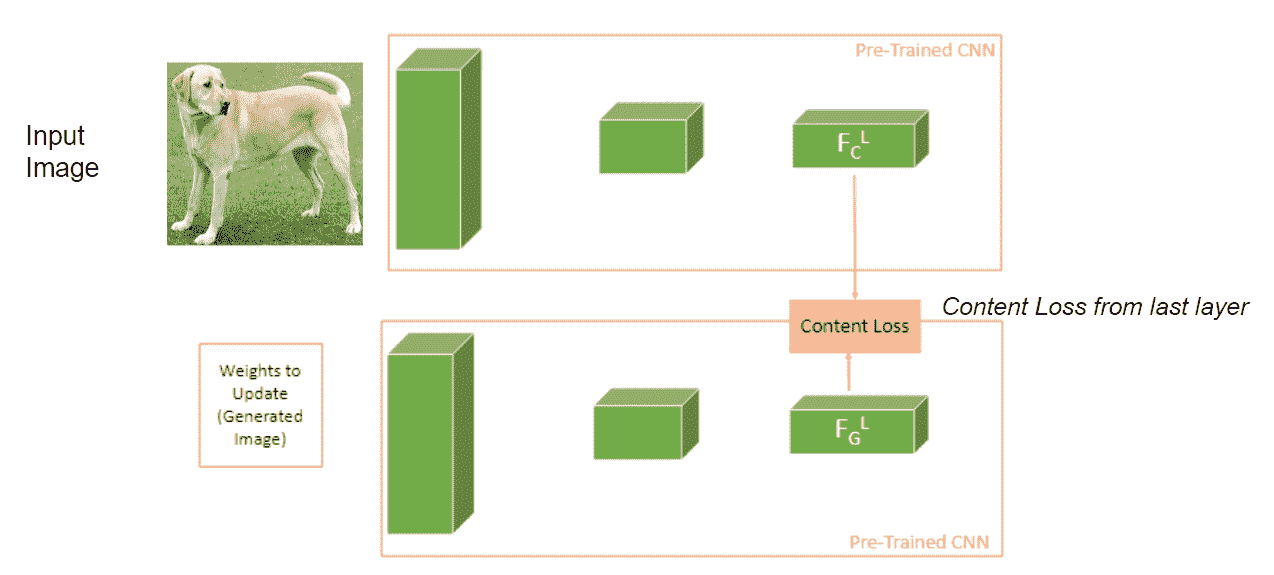 Pre-Trained CNN
Input
Image
F_C^L
Content Loss from last layer
Content Loss
Weights to
Update
(Generated
Image)
F_G^L
Pre-Trained CNN